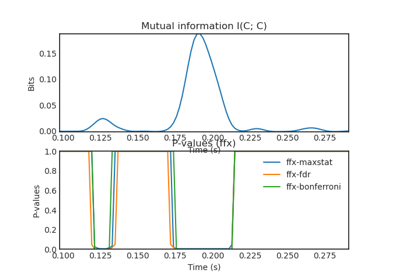 Mutual information I(C; C)
0.15
0.10
0.05
0.00
Bits
0.100 0.125 0.150 0.175 0.200 0.225 0.250 0.275
Time (s)
P-values (ffx)
1.0
0.8
0.6
0.4
0.2
0.0
P-values
ffx-maxstat
ffx-fdr
ffx-bonferroni
0.100 0.125 0.150 0.175 0.200 0.225 0.250 0.275
Time (s)